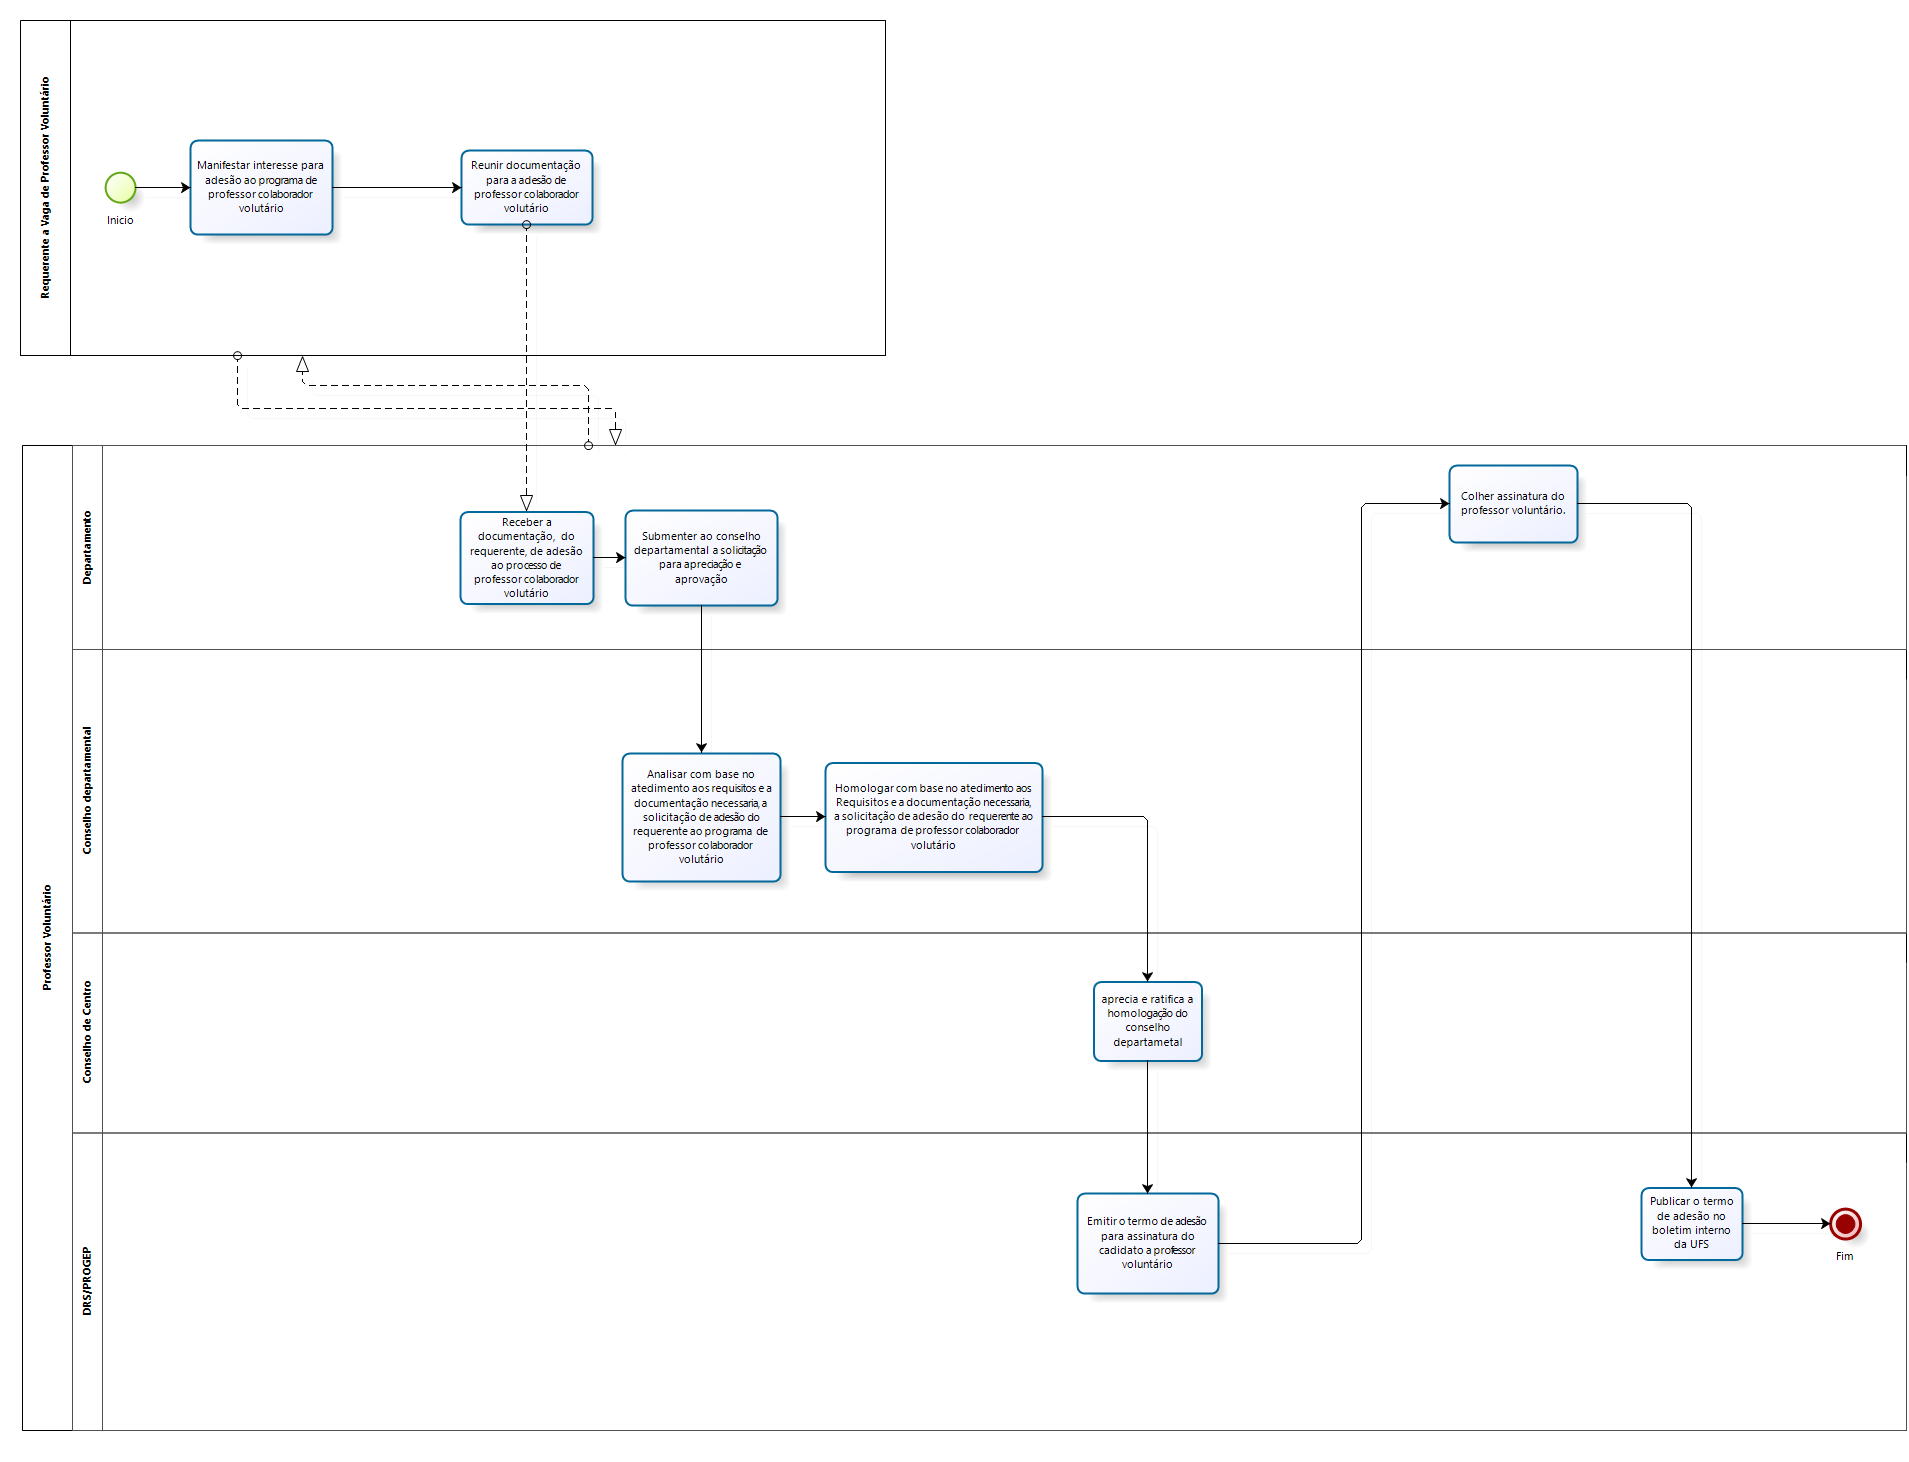 Requerente a Vaga de Professor Voluntário
Inicio
Manifestar interesse para
adesão ao programa de
professor colaborador
volutário
Reunir documentação
para a adesão de
professor colaborador
volutário
Professor Voluntário
Departamento
Receber a
documentação, do
requerente, de adesão
ao processo de
professor colaborador
volutário
Submenter ao conselho
departamental a solicitação
para apreciação e
aprovação
Colher assinatura do
professor voluntário.
Conselho departamental
Analisar com base no
atedimento aos requisitos e a
documentação necessaria, a
solicitação de adesão do
requerente ao programa de
professor colaborador
volutário
Homologar com base no atedimento aos
Requisitos e a documentação necessaria,
a solicitação de adesão do requerente ao
programa de professor colaborador
volutário
Conselho de Centro
aprecia e ratifica a
homologação do
conselho
departametal
DRS/PROGEP
Emitir o termo de adesão
para assinatura do
cadidato a professor
voluntário
Publicar o termo
de adesão no
boletim interno
da UFS
Fim